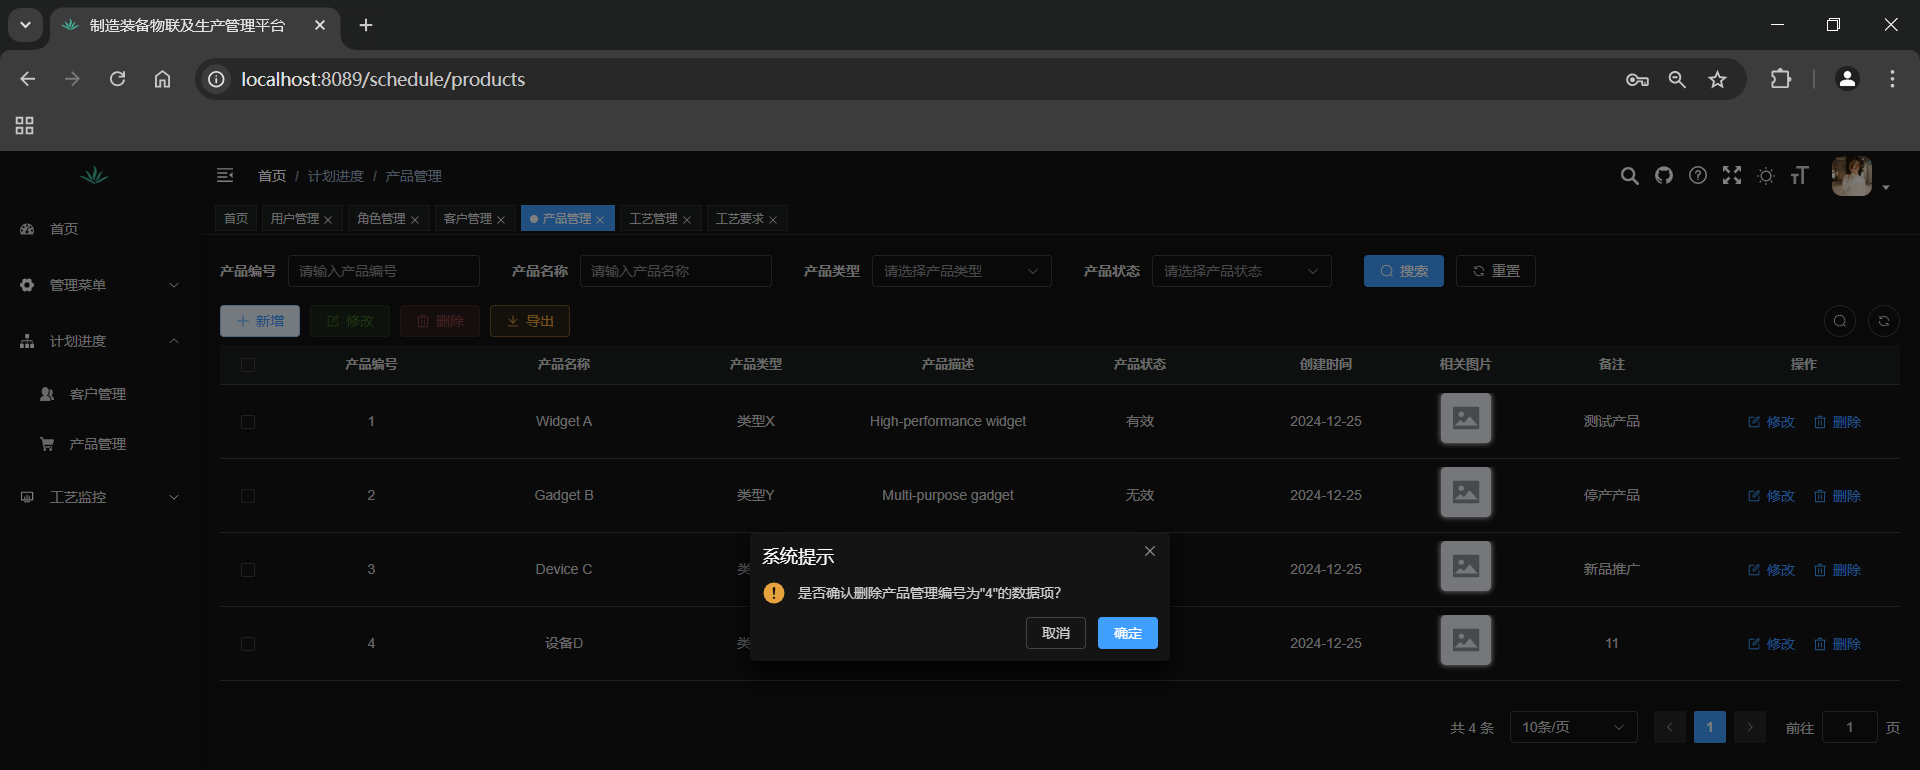 制造装备物联及生产管理平台
localhost:8089/schedule/products
首页 / 计划进度 / 产品管理
首页 用户管理 角色管理 客户管理 产品管理 工艺管理 工艺要求
首页
管理菜单
计划进度
客户管理
产品管理
工艺监控
产品编号 请输入产品编号 产品名称 请输入产品名称 产品类型 请选择产品类型 产品状态 请选择产品状态 搜索 重置
新增 修改 删除 导出
产品编号 产品名称 产品类型 产品描述 产品状态 创建时间 相关图片 备注 操作
1 Widget A 类型X High-performance widget 有效 2024-12-25 测试产品 修改 删除
2 Gadget B 类型Y Multi-purpose gadget 无效 2024-12-25 停产产品 修改 删除
3 Device C 类 2024-12-25 新品推广 修改 删除
4 设备D 类 2024-12-25 11 修改 删除
系统提示
是否确认删除产品管理编号为"4"的数据项?
取消 确定
共 4 条 10条/页 1 前往 1 页